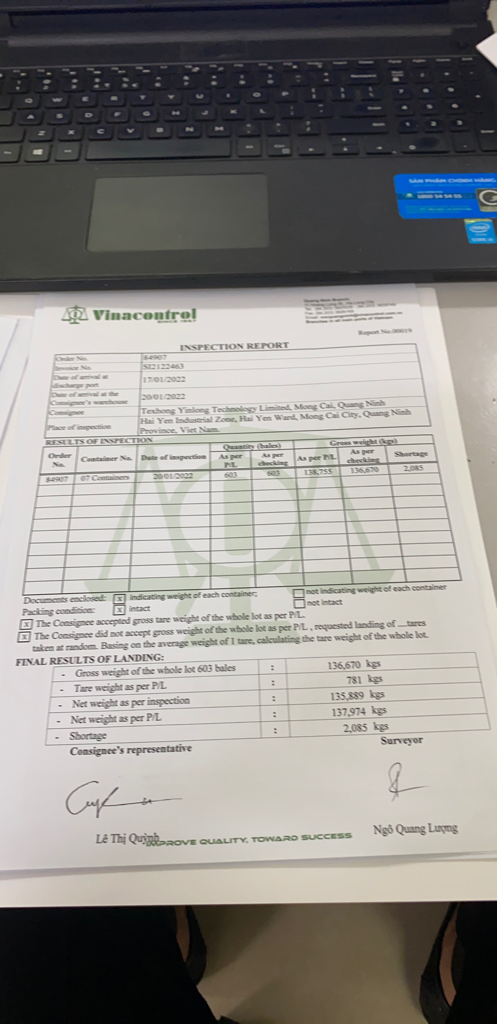 SẢN PHẨM CHÍNH HÃNG
Vinacontrol
SINCE 1957
Report No.00019
INSPECTION REPORT
Order No. 84907
Invoice No. SI2122463
Date of arrival at discharge port 17/01/2022
Date of arrival at the Consignee's warehouse 20/01/2022
Consignee Texhong Yinlong Technology Limited, Mong Cai, Quang Ninh
Place of inspection Hai Yen Industrial Zone, Hai Yen Ward, Mong Cai City, Quang Ninh
Province, Viet Nam.
RESULTS OF INSPECTION
Order No. Container No. Date of inspection Quantity (bales) Gross weight (kgs)
As per P/L As per checking As per P/L As per checking Shortage
84907 07 Containers 20/01/2022 603 603 138,755 136,670 2,085
Documents enclosed: x indicating weight of each container; not indicating weight of each container
Packing condition: x intact not intact
x The Consignee accepted gross tare weight of the whole lot as per P/L.
x The Consignee did not accept gross weight of the whole lot as per P/L , requested landing of ....tares
taken at random. Basing on the average weight of 1 tare, calculating the tare weight of the whole lot.
FINAL RESULTS OF LANDING:
- Gross weight of the whole lot 603 bales : 136,670 kgs
- Tare weight as per P/L : 781 kgs
- Net weight as per inspection : 135,889 kgs
- Net weight as per P/L : 137,974 kgs
- Shortage : 2,085 kgs
Consignee's representative Surveyor
Lê Thị Quỳnh Ngô Quang Lượng
IMPROVE QUALITY, TOWARD SUCCESS